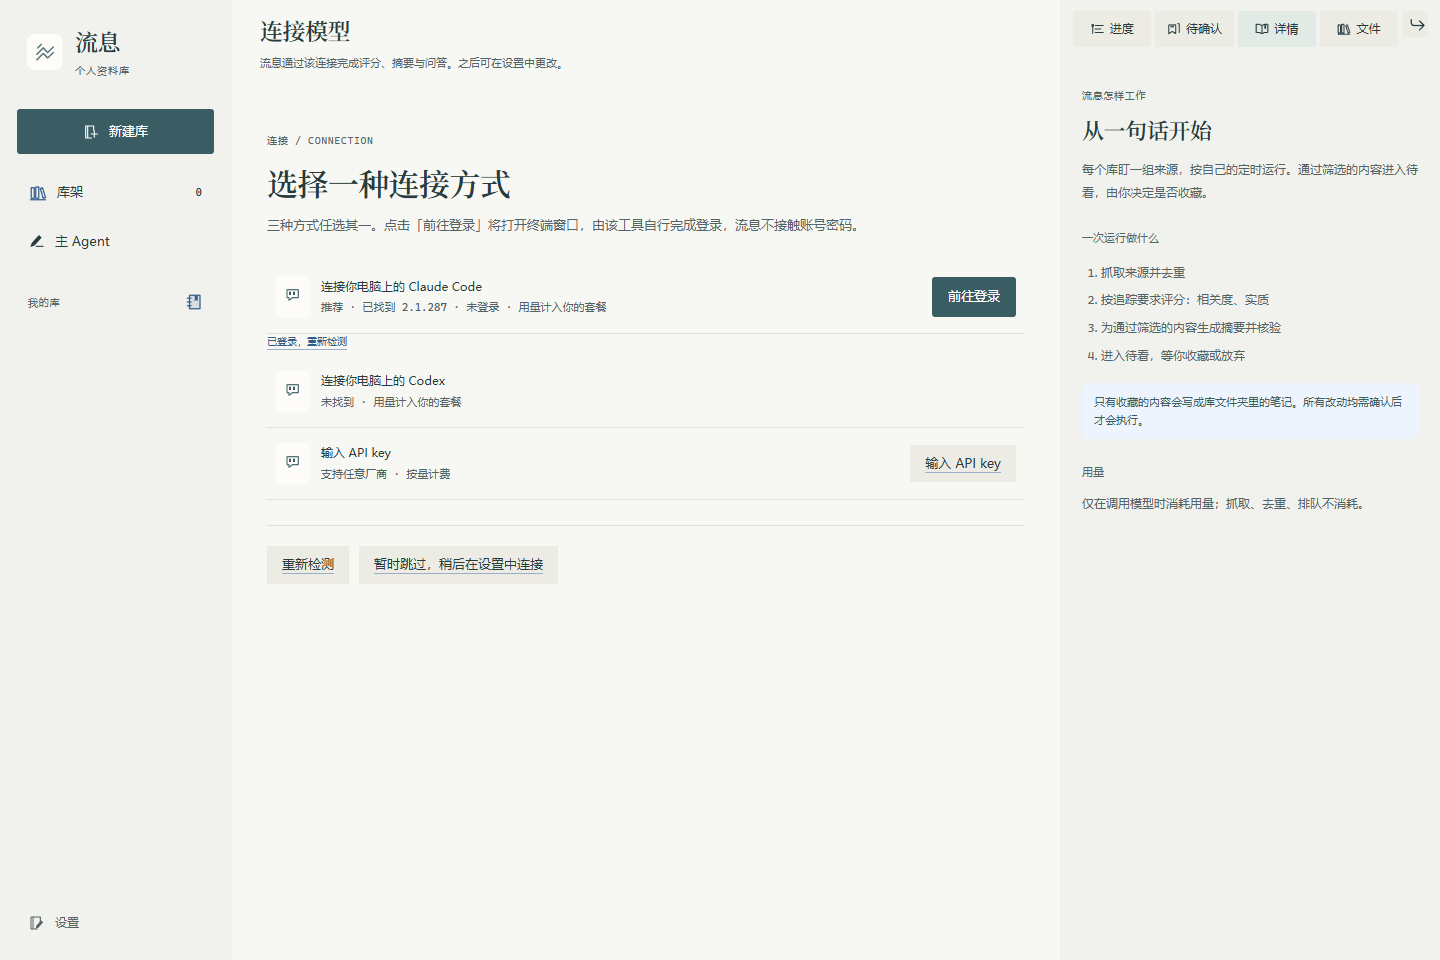 流息
个人资料库
新建库
库架 0
主 Agent
我的库
设置
连接模型
流息通过该连接完成评分、摘要与问答。之后可在设置中更改。
连接 / CONNECTION
选择一种连接方式
三种方式任选其一。点击「前往登录」将打开终端窗口，由该工具自行完成登录，流息不接触账号密码。
连接你电脑上的 Claude Code
推荐 · 已找到 2.1.287 · 未登录 · 用量计入你的套餐
前往登录
已登录，重新检测
连接你电脑上的 Codex
未找到 · 用量计入你的套餐
输入 API key
支持任意厂商 · 按量计费
输入 API key
重新检测
暂时跳过，稍后在设置中连接
进度
待确认
详情
文件
流息怎样工作
从一句话开始
每个库盯一组来源，按自己的定时运行。通过筛选的内容进入待
看，由你决定是否收藏。
一次运行做什么
1. 抓取来源并去重
2. 按追踪要求评分：相关度、实质
3. 为通过筛选的内容生成摘要并核验
4. 进入待看，等你收藏或放弃
只有收藏的内容会写成库文件夹里的笔记。所有改动均需确认后
才会执行。
用量
仅在调用模型时消耗用量；抓取、去重、排队不消耗。